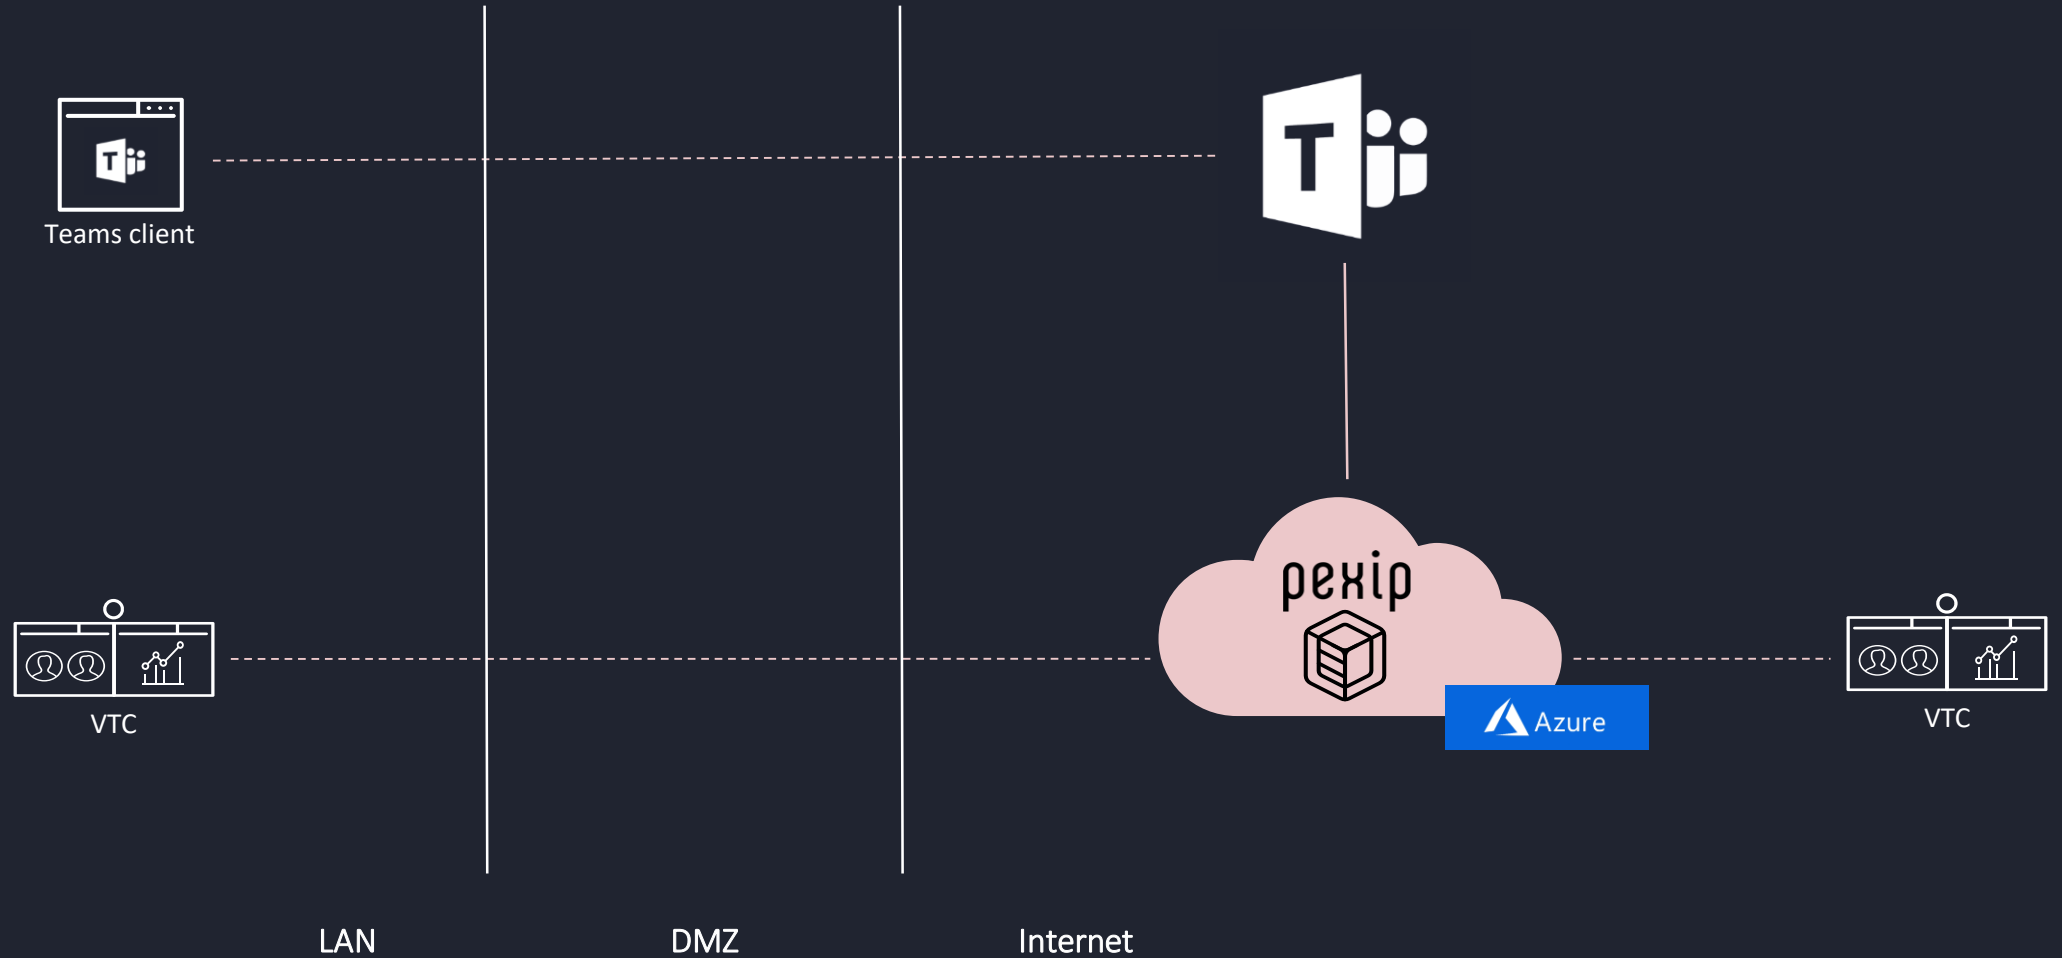 T
T
Teams client
pexip
Azure
VTC
VTC
LAN
DMZ
Internet